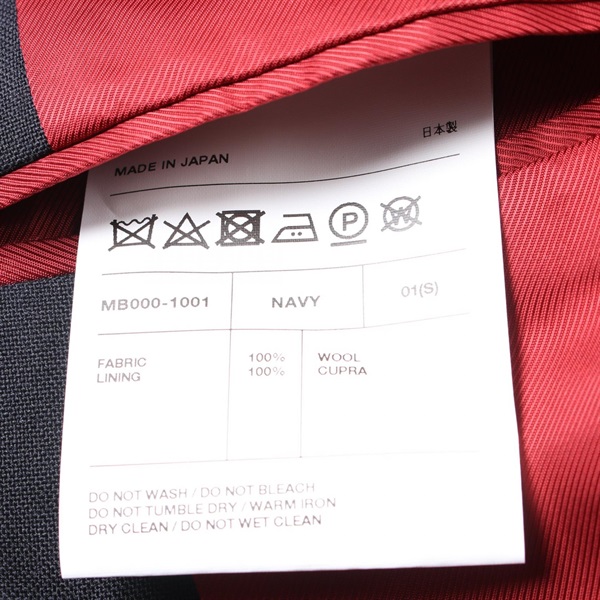 日本製
MADE IN JAPAN
P W
MB000-1001 NAVY 01(S)
FABRIC 100% WOOL
LINING 100% CUPRA
DO NOT WASH / DO NOT BLEACH
DO NOT TUMBLE DRY / WARM IRON
DRY CLEAN / DO NOT WET CLEAN